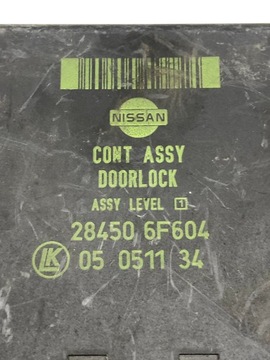 NISSAN
CONT ASSY
DOORLOCK
ASSY LEVEL 1
28450 6F604
LK 05 0511 34